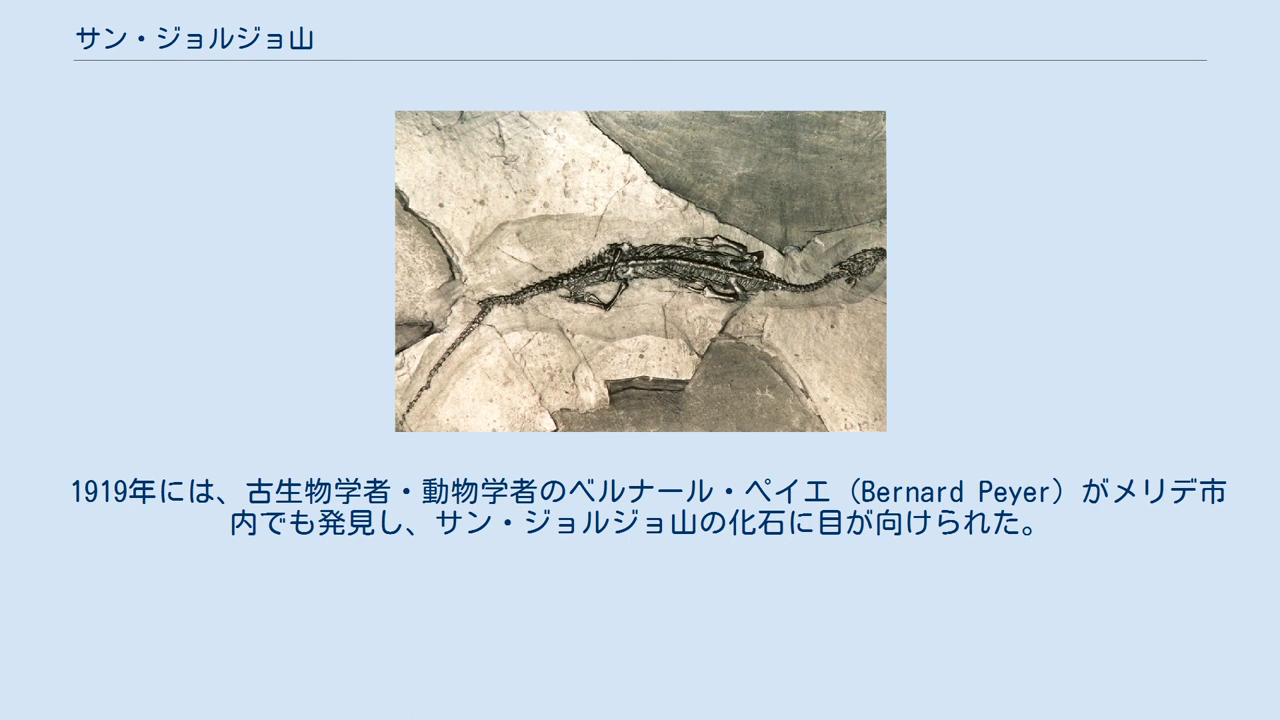 サン・ジョルジョ山
1919年には、古生物学者・動物学者のベルナール・ペイエ（Bernard Peyer）がメリデ市
内でも発見し、サン・ジョルジョ山の化石に目が向けられた。